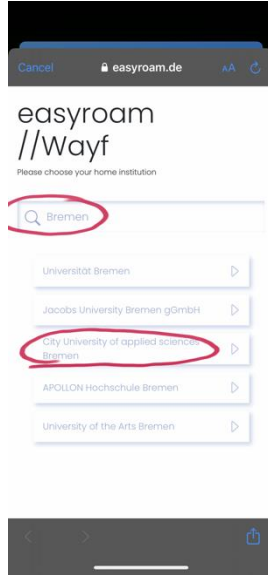 Cancel easyroam.de AA
easyroam
//Wayf
Please choose your home institution
Bremen
Universität Bremen
Jacobs University Bremen gGmbH
City University of applied sciences
Bremen
APOLLON Hochschule Bremen
University of the Arts Bremen